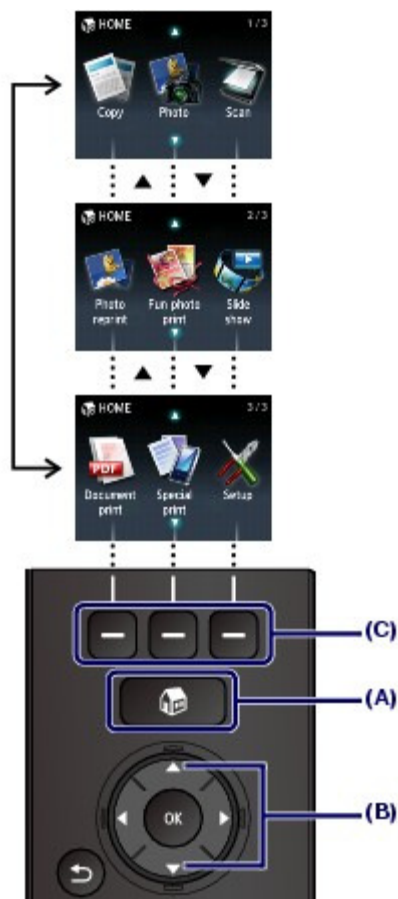 HOME 1/3
Copy Photo Scan
HOME 2/3
Photo reprint
Fun photo print
Slide show
HOME 3/3
PDF
Document print
Special print
Setup
(C)
(A)
(B)
OK